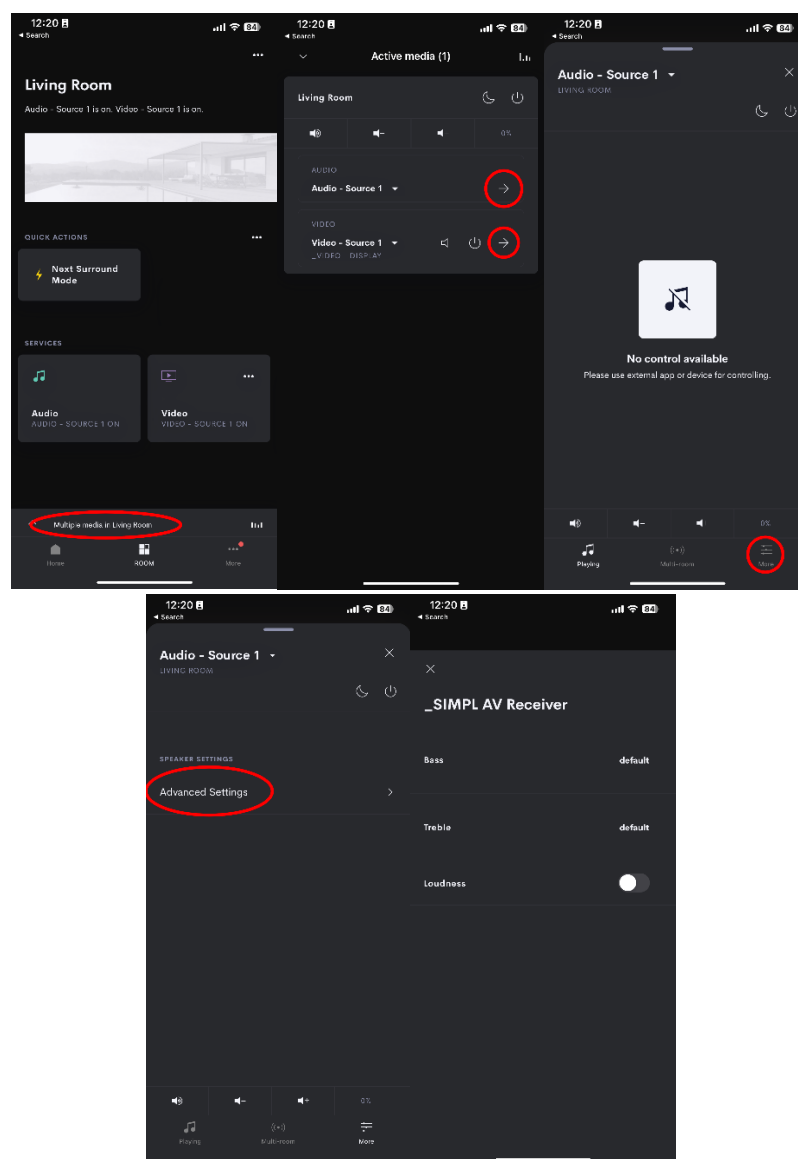 12:20
84
◂ Search
•••
Living Room
Audio - Source 1 is on. Video - Source 1 is on.
QUICK ACTIONS
•••
Next Surround
Mode
SERVICES
•••
Audio
AUDIO - SOURCE 1 ON
Video
VIDEO - SOURCE 1 ON
Multiple media in Living Room
Home
ROOM
More
12:20
84
◂ Search
Active media (1)
Living Room
0%
AUDIO
Audio - Source 1
VIDEO
Video - Source 1
_VIDEO DISPLAY
12:20
84
◂ Search
Audio - Source 1
LIVING ROOM
No control available
Please use external app or device for controlling.
0%
Playing
Multi-room
More
12:20
84
◂ Search
Audio - Source 1
LIVING ROOM
SPEAKER SETTINGS
Advanced Settings
0%
Playing
Multi-room
More
12:20
84
◂ Search
_SIMPL AV Receiver
Bass default
Treble default
Loudness